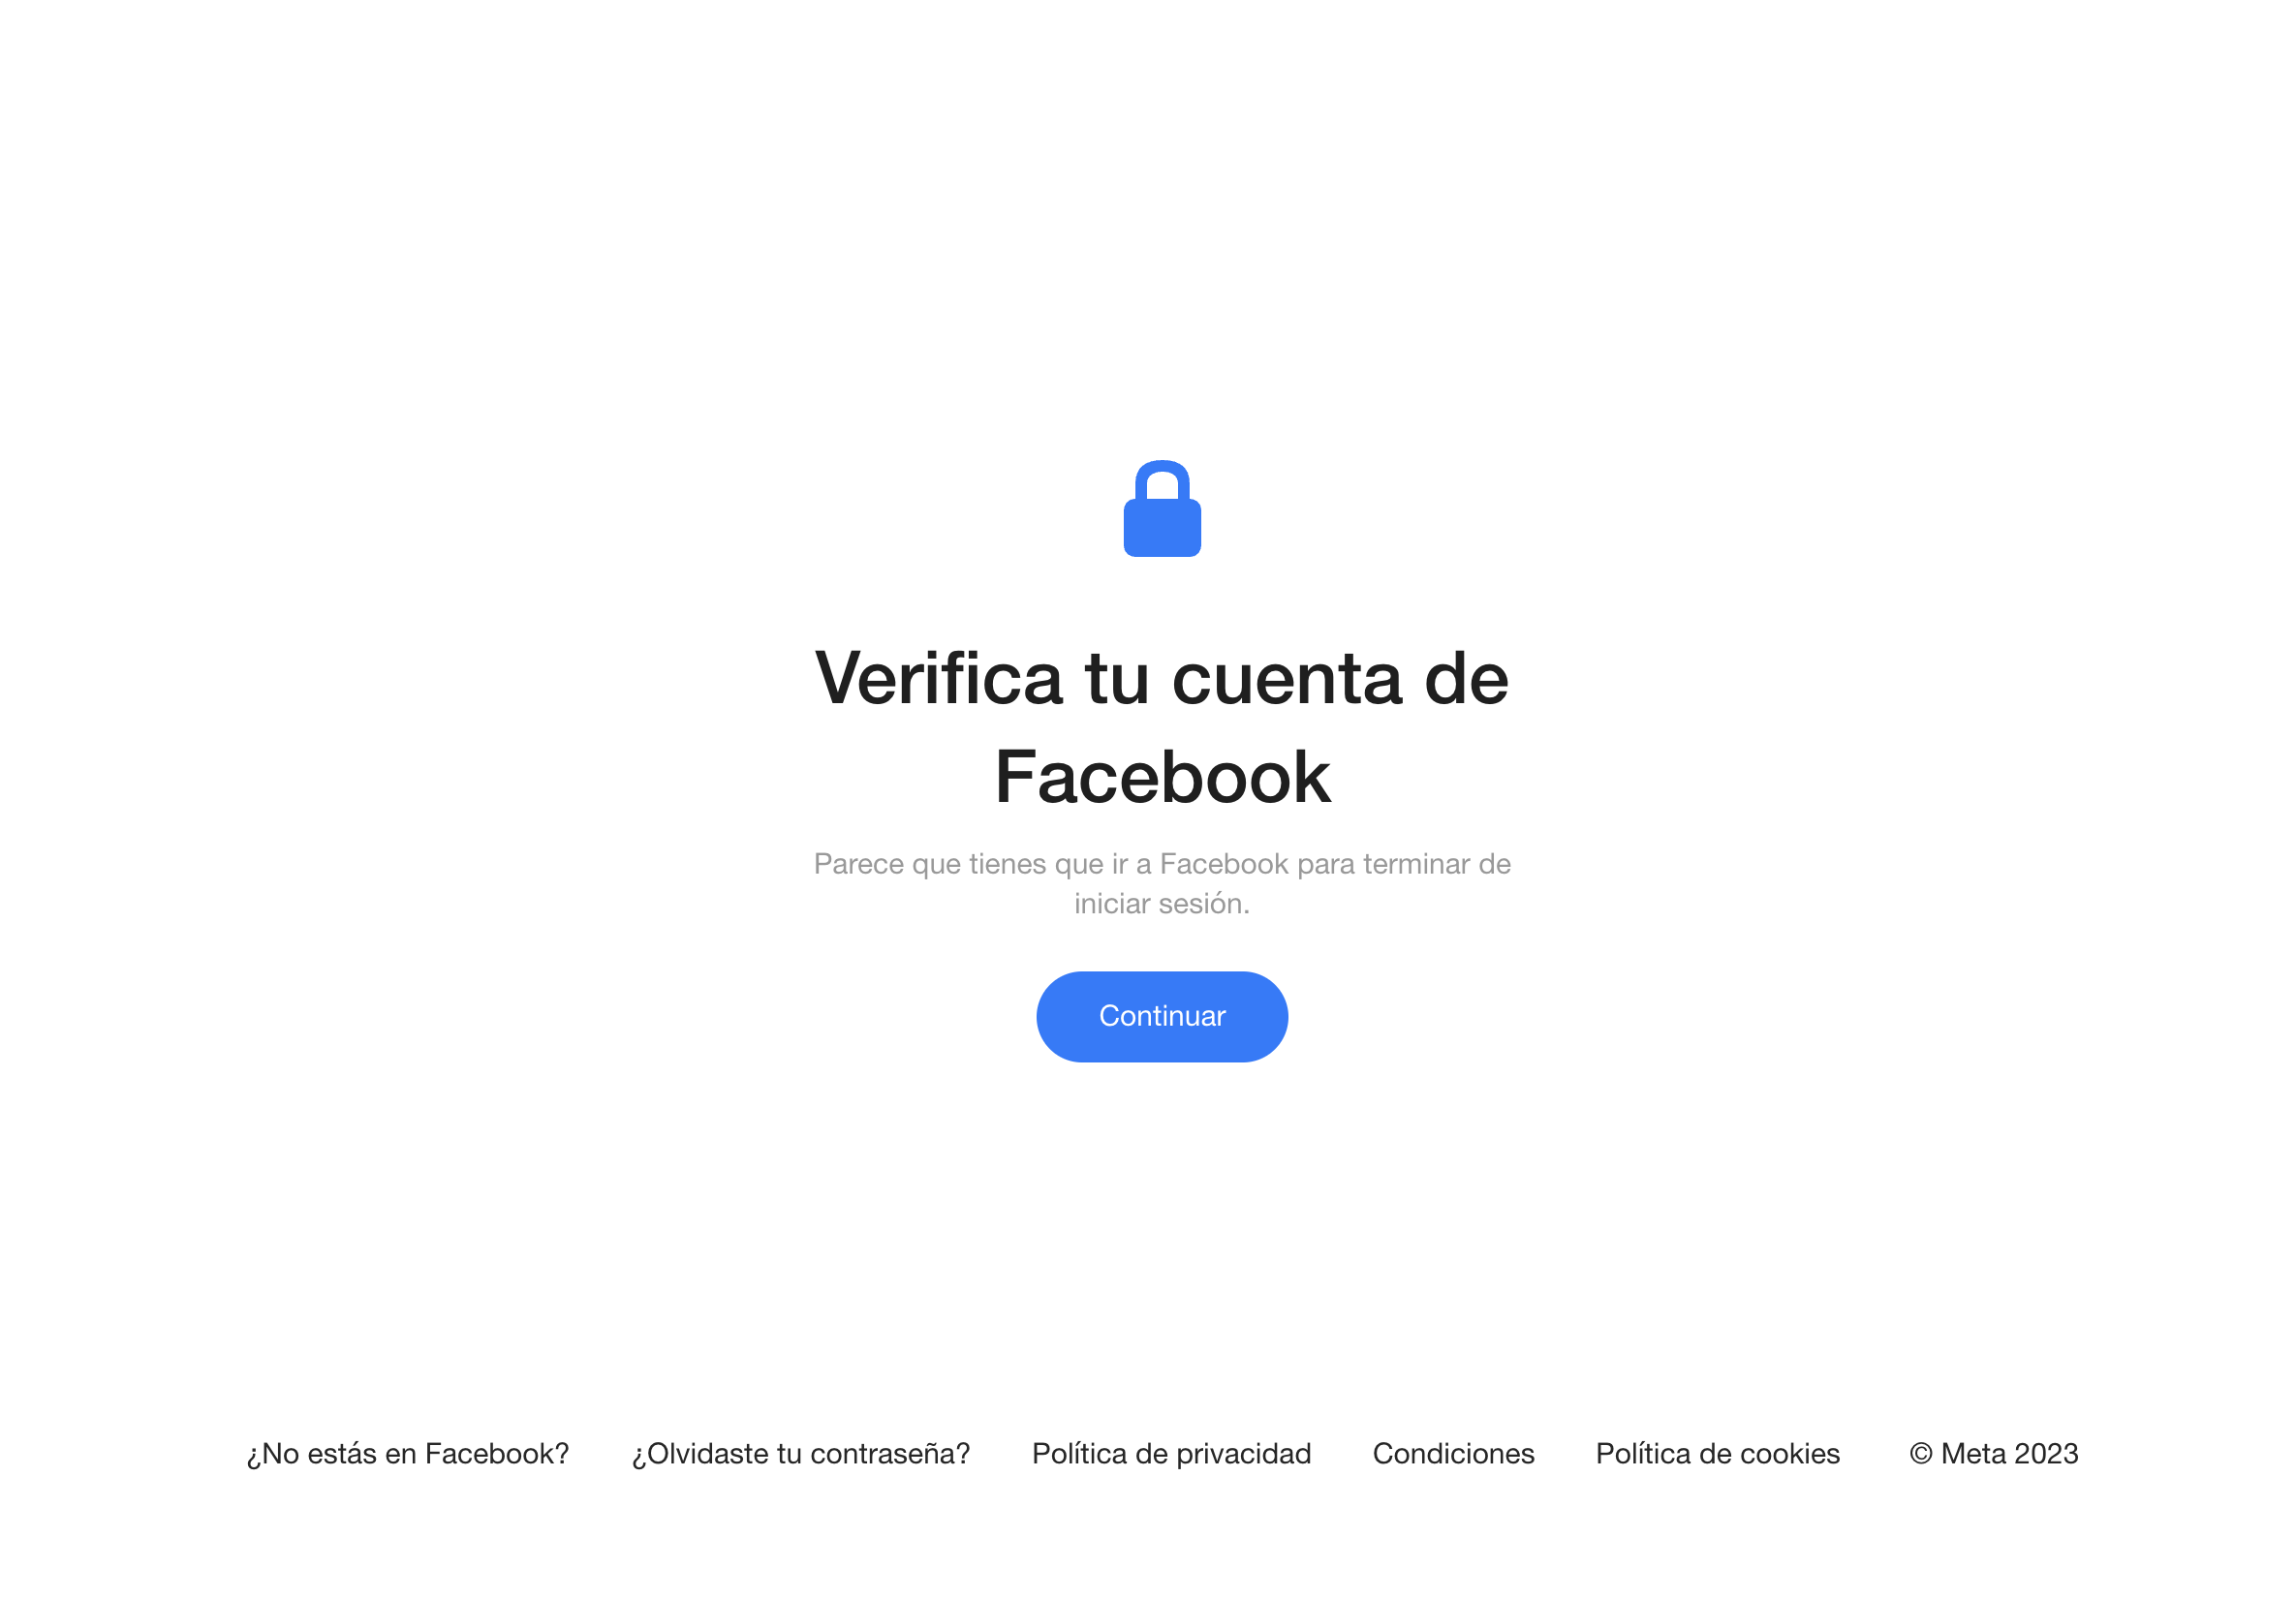 Verifica tu cuenta de
Facebook
Parece que tienes que ir a Facebook para terminar de
iniciar sesión.
Continuar
¿No estás en Facebook? ¿Olvidaste tu contraseña? Política de privacidad Condiciones Política de cookies © Meta 2023